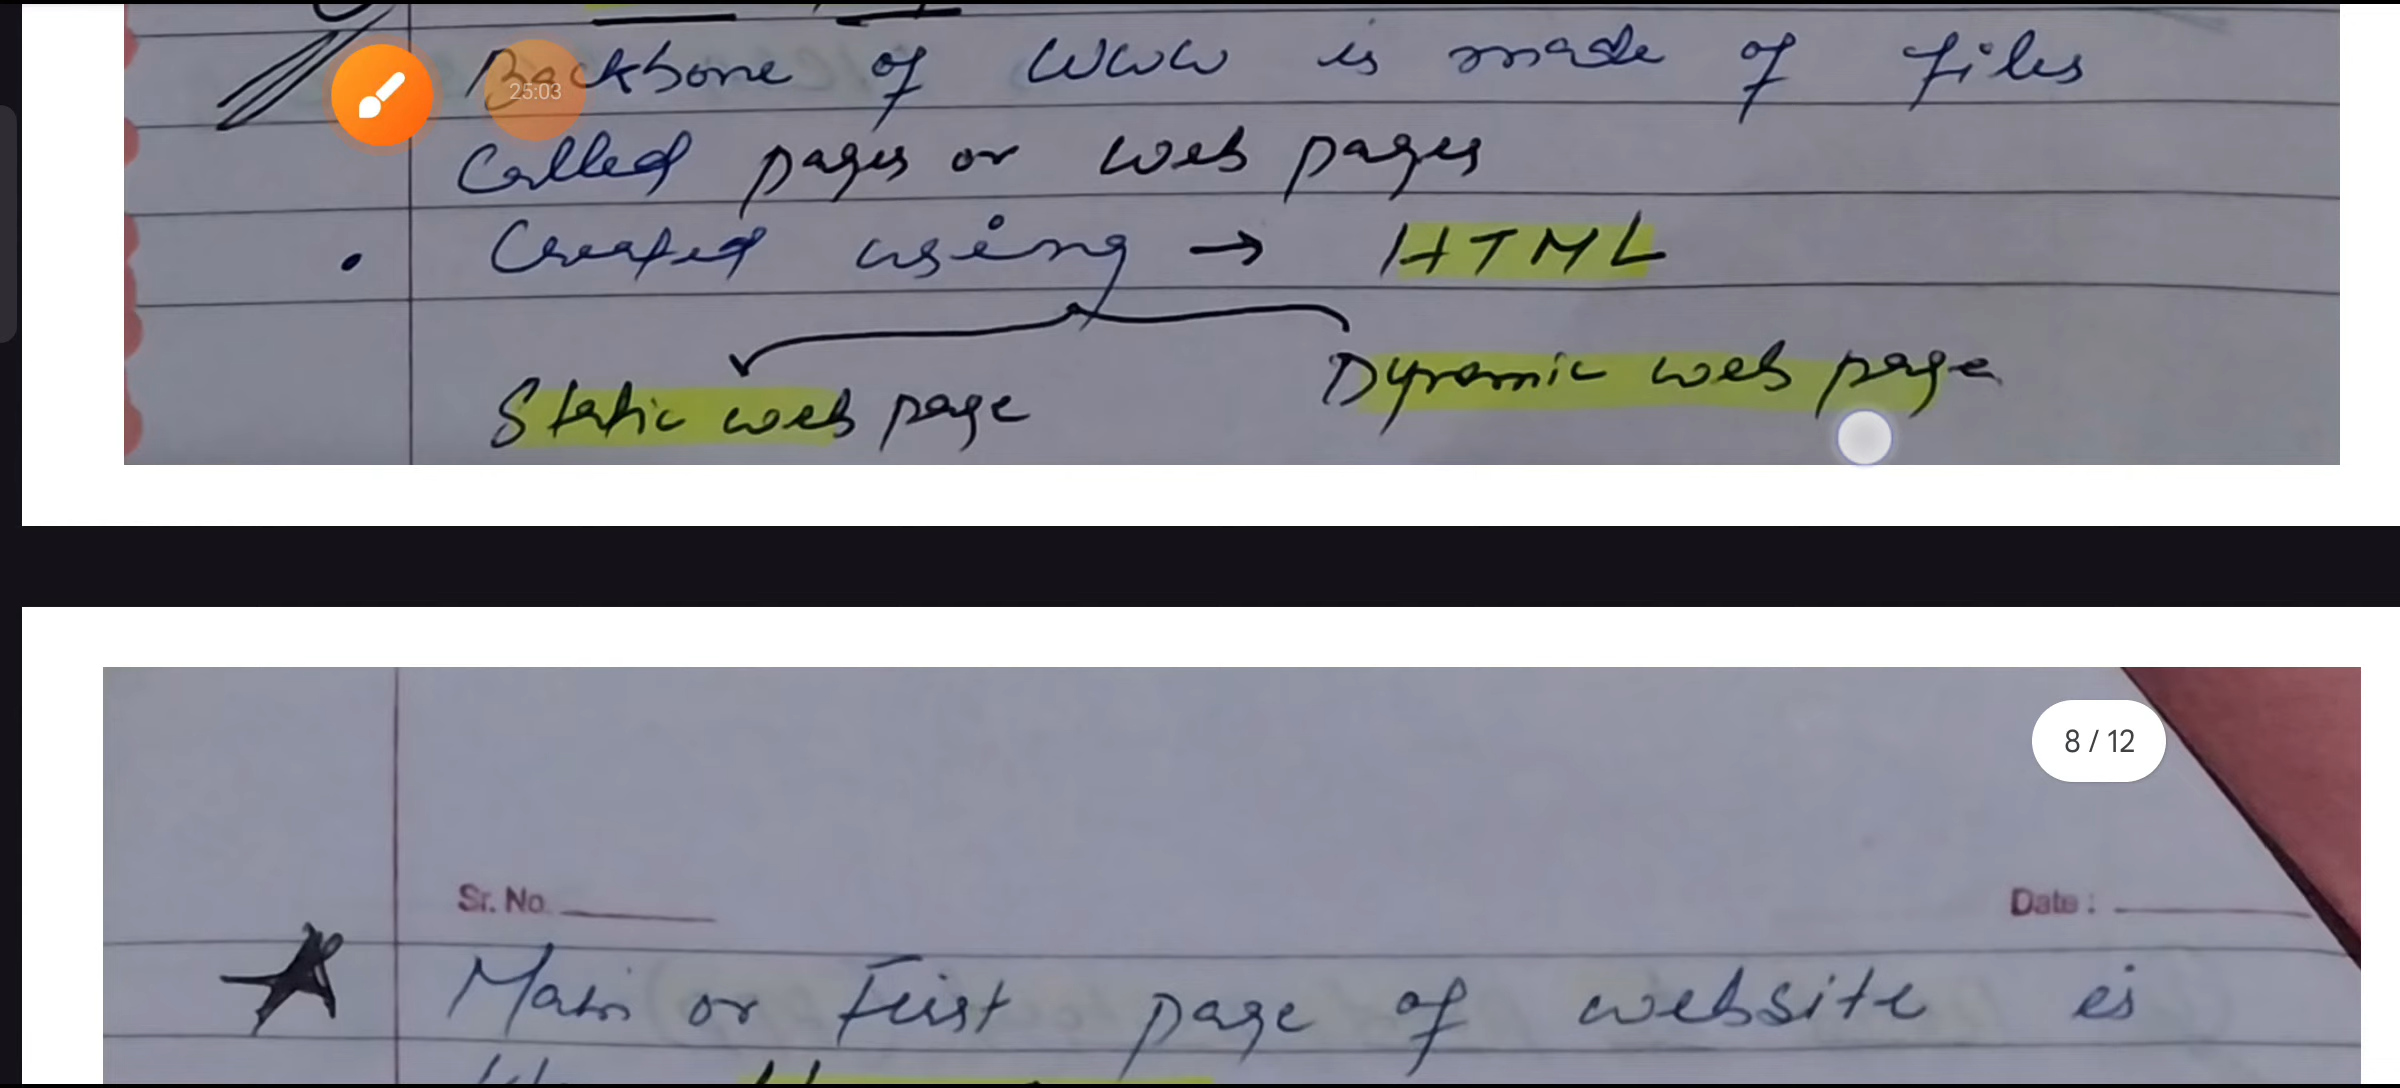 Backbone of WWW is made of files
25:03
Called pages or web pages
• Created using → HTML
Static web page
Dynamic web page
8 / 12
Sr. No.
Date :
Main or First page of website is